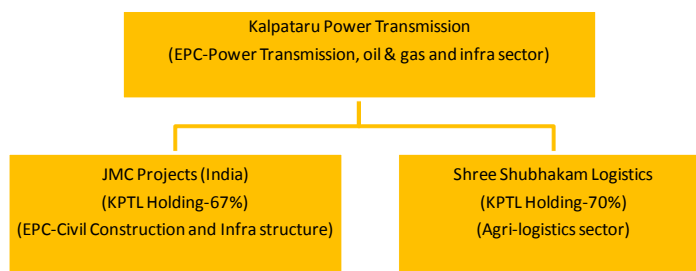 Kalpataru Power Transmission
(EPC-Power Transmission, oil & gas and infra sector)
JMC Projects (India)
(KPTL Holding-67%)
(EPC-Civil Construction and Infra structure)
Shree Shubhakam Logistics
(KPTL Holding-70%)
(Agri-logistics sector)